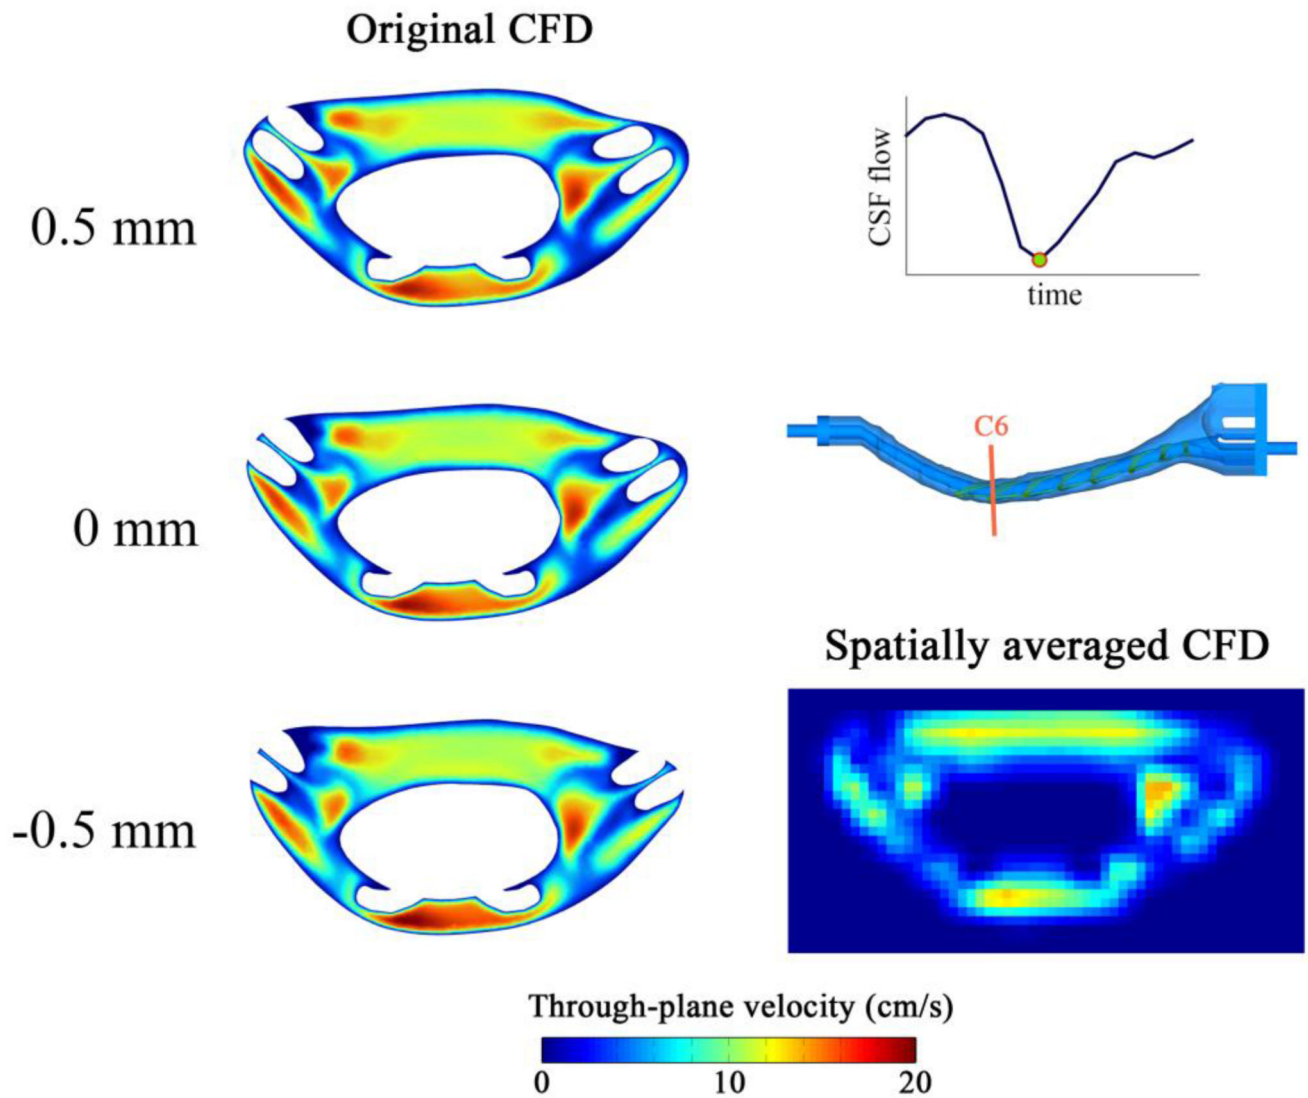 Original CFD
0.5 mm
CSF flow
time
0 mm
C6
Spatially averaged CFD
-0.5 mm
Through-plane velocity (cm/s)
0
10
20